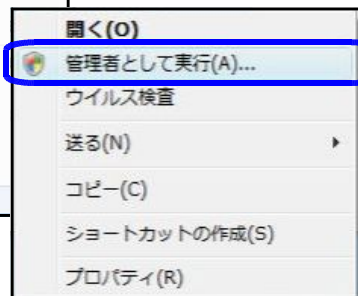 開く(O)
管理者として実行(A)...
ウイルス検査
送る(N)
コピー(C)
ショートカットの作成(S)
プロパティ(R)